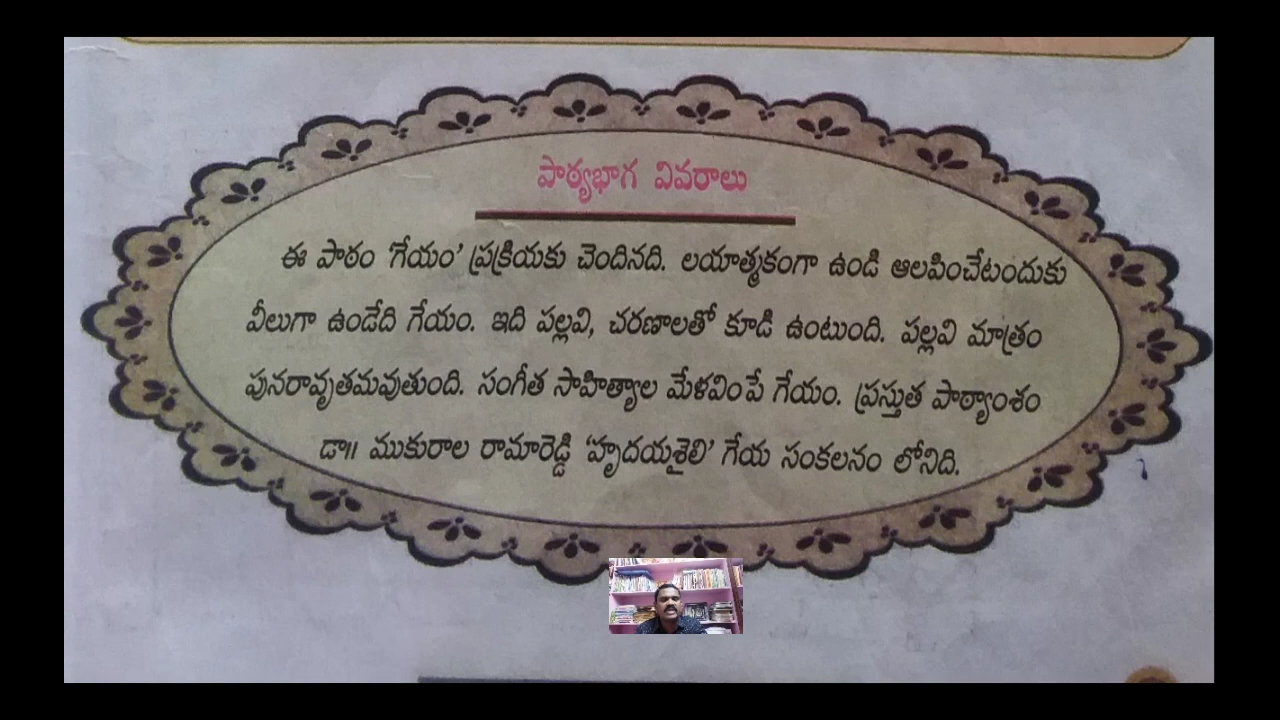 పాఠ్యభాగ వివరాలు
ఈ పాఠం ‘గేయం’ ప్రక్రియకు చెందినది. లయాత్మకంగా ఉండి ఆలపించేటందుకు
వీలుగా ఉండేది గేయం. ఇది పల్లవి, చరణాలతో కూడి ఉంటుంది. పల్లవి మాత్రం
పునరావృతమవుతుంది. సంగీత సాహిత్యాల మేళవింపే గేయం. ప్రస్తుత పాఠ్యాంశం
డా॥ ముకురాల రామారెడ్డి ‘హృదయశైలి’ గేయ సంకలనం లోనిది.